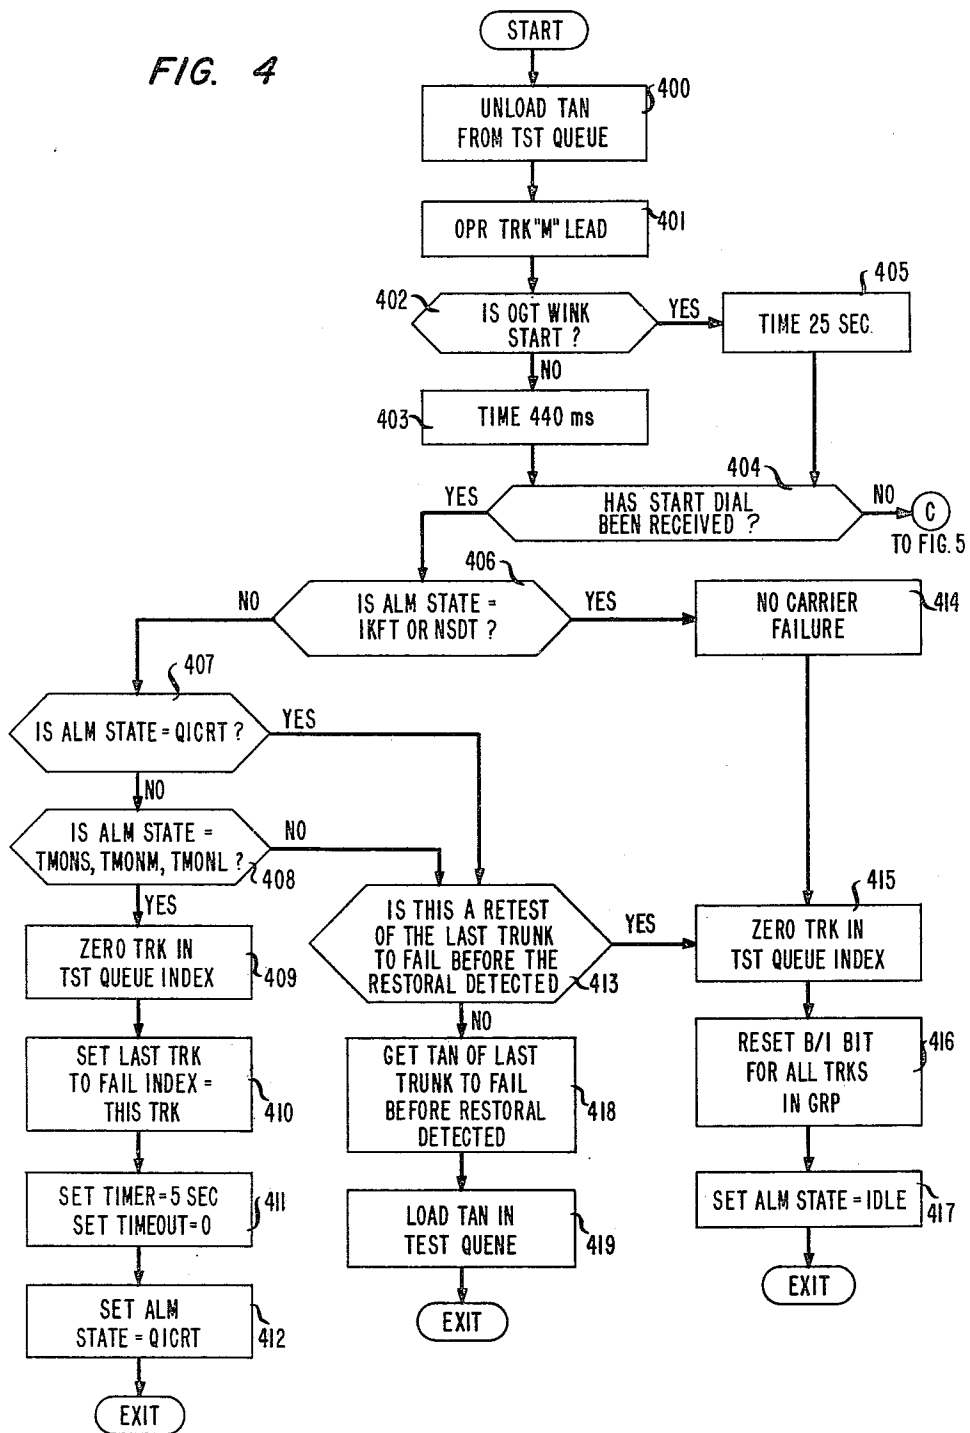 FIG. 4
START
400
UNLOAD TAN
FROM TST QUEUE
401
OPR TRK "M" LEAD
402
IS OGT WINK
START ?
YES
405
TIME 25 SEC.
NO
403
TIME 440 ms
404
HAS START DIAL
BEEN RECEIVED ?
YES
NO
C
TO FIG. 5
406
IS ALM STATE =
IKFT OR NSDT ?
NO
YES
414
NO CARRIER
FAILURE
407
IS ALM STATE = QICRT ?
YES
NO
IS ALM STATE =
TMONS, TMONM, TMONL ?
408
NO
YES
ZERO TRK IN
TST QUEUE INDEX
409
SET LAST TRK
TO FAIL INDEX =
THIS TRK
410
SET TIMER = 5 SEC
SET TIMEOUT = 0
411
SET ALM
STATE = QICRT
412
EXIT
IS THIS A RETEST
OF THE LAST TRUNK
TO FAIL BEFORE THE
RESTORAL DETECTED
413
YES
NO
GET TAN OF LAST
TRUNK TO FAIL
BEFORE RESTORAL
DETECTED
418
LOAD TAN IN
TEST QUENE
419
EXIT
415
ZERO TRK IN
TST QUEUE INDEX
RESET B/I BIT
FOR ALL TRKS
IN GRP
416
SET ALM STATE = IDLE
417
EXIT